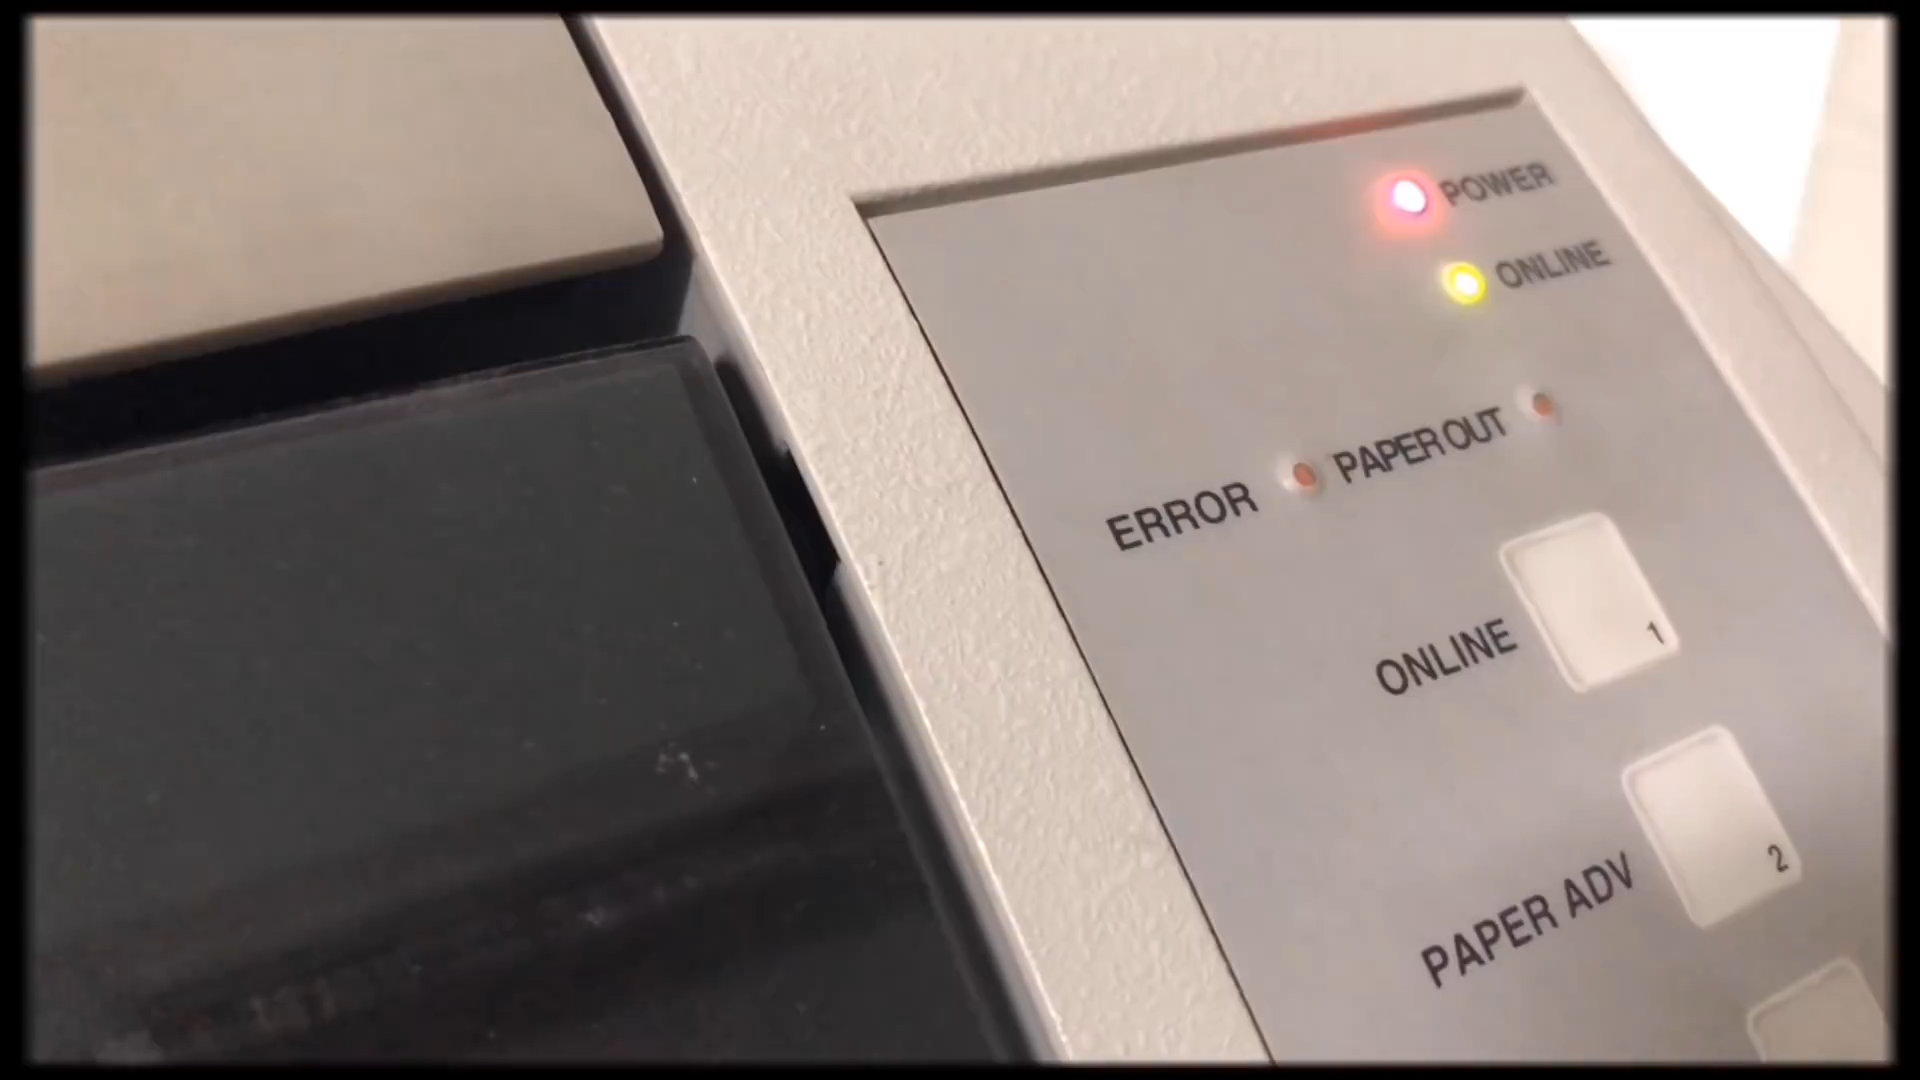 POWER
ONLINE
ERROR
PAPER OUT
ONLINE
1
PAPER ADV
2